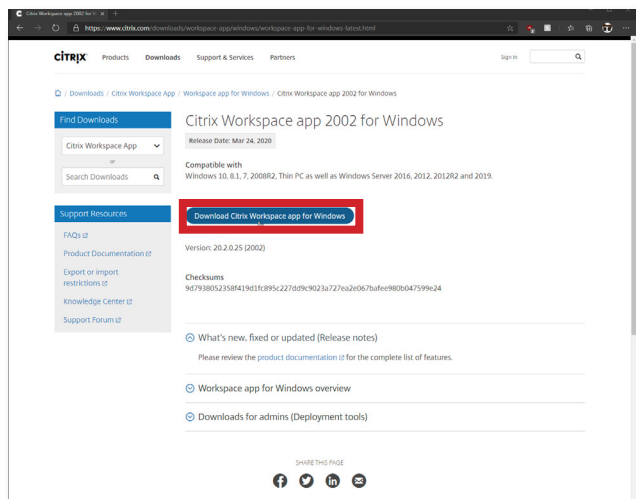 Citrix Workspace app 2002 for
https://www.citrix.com/downloads/workspace-app/windows/workspace-app-for-windows-latest.html
CİTRIX
Products Downloads Support & Services Partners Sign In
/ Downloads / Citrix Workspace App / Workspace app for Windows / Citrix Workspace app 2002 for Windows
Find Downloads
Citrix Workspace App
or
Search Downloads
Support Resources
FAQs
Product Documentation
Export or import
restrictions
Knowledge Center
Support Forum
Citrix Workspace app 2002 for Windows
Release Date: Mar 24, 2020
Compatible with
Windows 10, 8.1, 7, 2008R2, Thin PC as well as Windows Server 2016, 2012, 2012R2 and 2019.
Download Citrix Workspace app for Windows
Version: 20.2.0.25 (2002)
Checksums
9d7938052358f419d1fc895c227dd9c9023a727ea2e067bafee980b047599e24
What's new, fixed or updated (Release notes)
Please review the product documentation for the complete list of features.
Workspace app for Windows overview
Downloads for admins (Deployment tools)
SHARE THIS PAGE